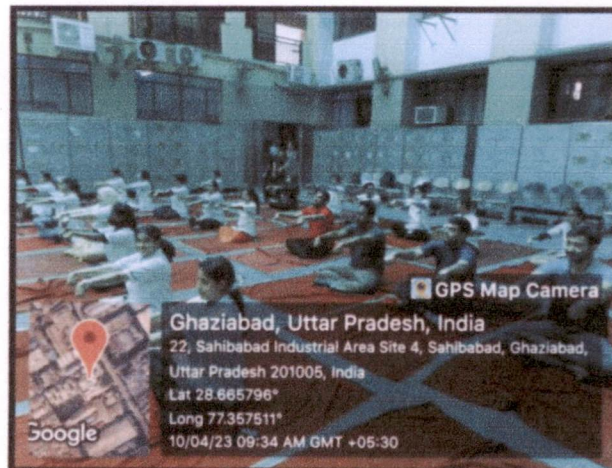 GPS Map Camera
Ghaziabad, Uttar Pradesh, India
22, Sahibabad Industrial Area Site 4, Sahibabad, Ghaziabad,
Uttar Pradesh 201005, India
Lat 28.665796°
Long 77.357511°
10/04/23 09:34 AM GMT +05:30
Google